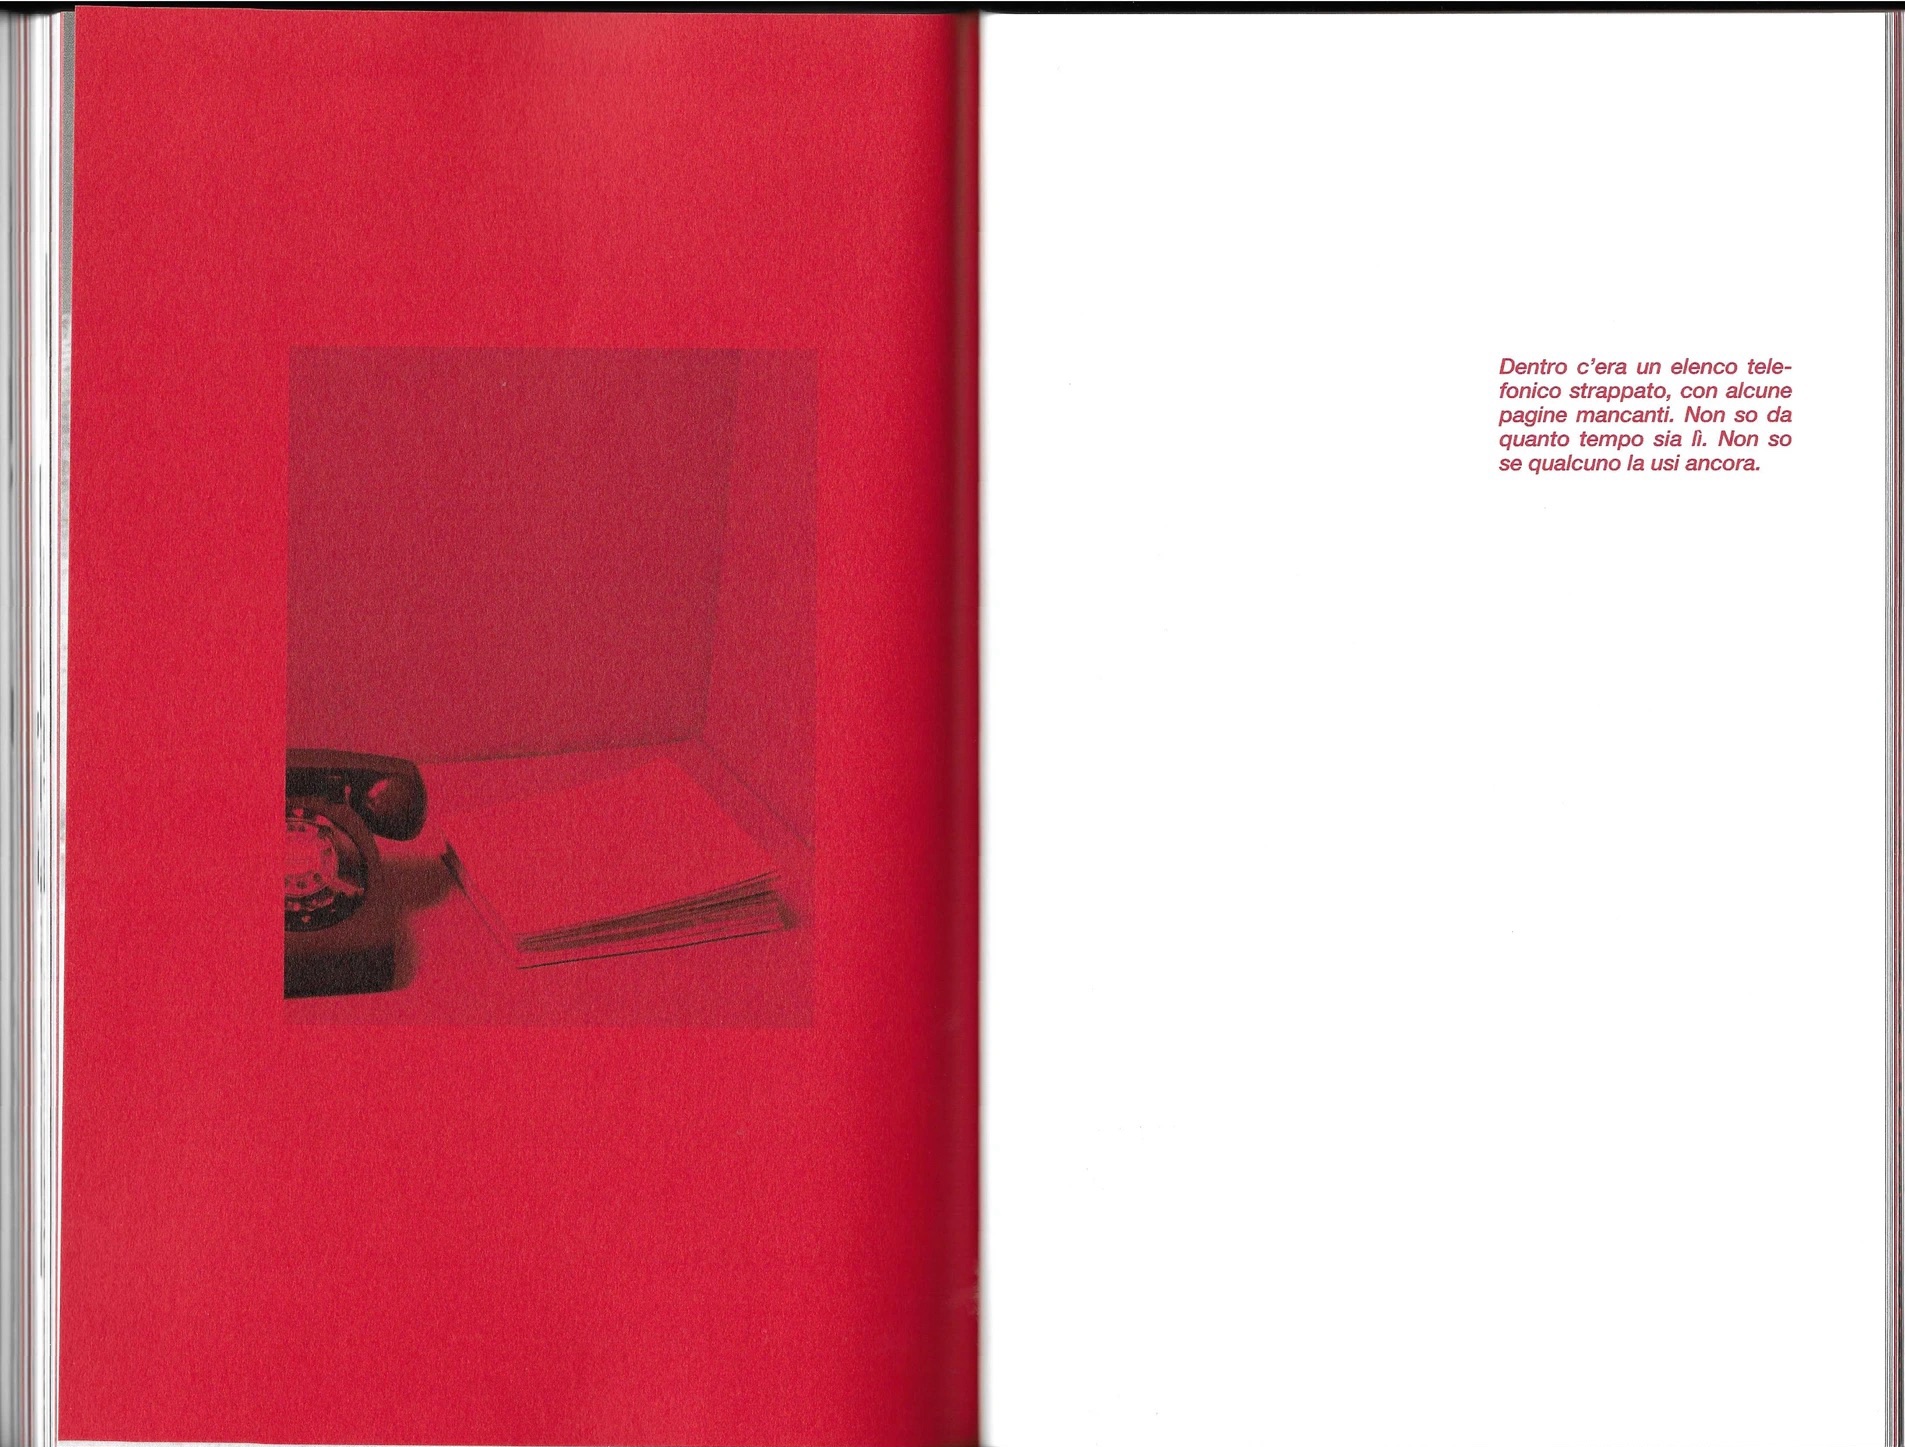 Dentro c’era un elenco tele-
fonico strappato, con alcune
pagine mancanti. Non so da
quanto tempo sia lì. Non so
se qualcuno la usi ancora.